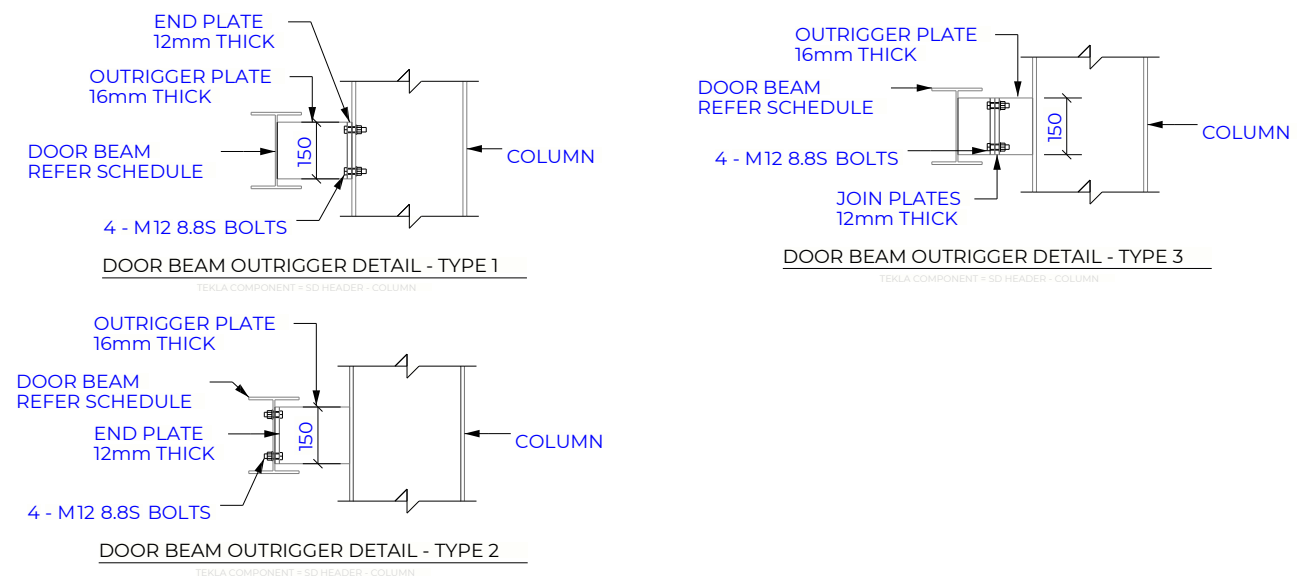 END PLATE
12mm THICK
OUTRIGGER PLATE
16mm THICK
DOOR BEAM
REFER SCHEDULE
150
COLUMN
4 - M12 8.8S BOLTS
DOOR BEAM OUTRIGGER DETAIL - TYPE 1
TEKLA COMPONENT = SD HEADER - COLUMN
OUTRIGGER PLATE
16mm THICK
DOOR BEAM
REFER SCHEDULE
150
COLUMN
4 - M12 8.8S BOLTS
JOIN PLATES
12mm THICK
DOOR BEAM OUTRIGGER DETAIL - TYPE 3
TEKLA COMPONENT = SD HEADER - COLUMN
OUTRIGGER PLATE
16mm THICK
DOOR BEAM
REFER SCHEDULE
END PLATE
12mm THICK
150
COLUMN
4 - M12 8.8S BOLTS
DOOR BEAM OUTRIGGER DETAIL - TYPE 2
TEKLA COMPONENT = SD HEADER - COLUMN